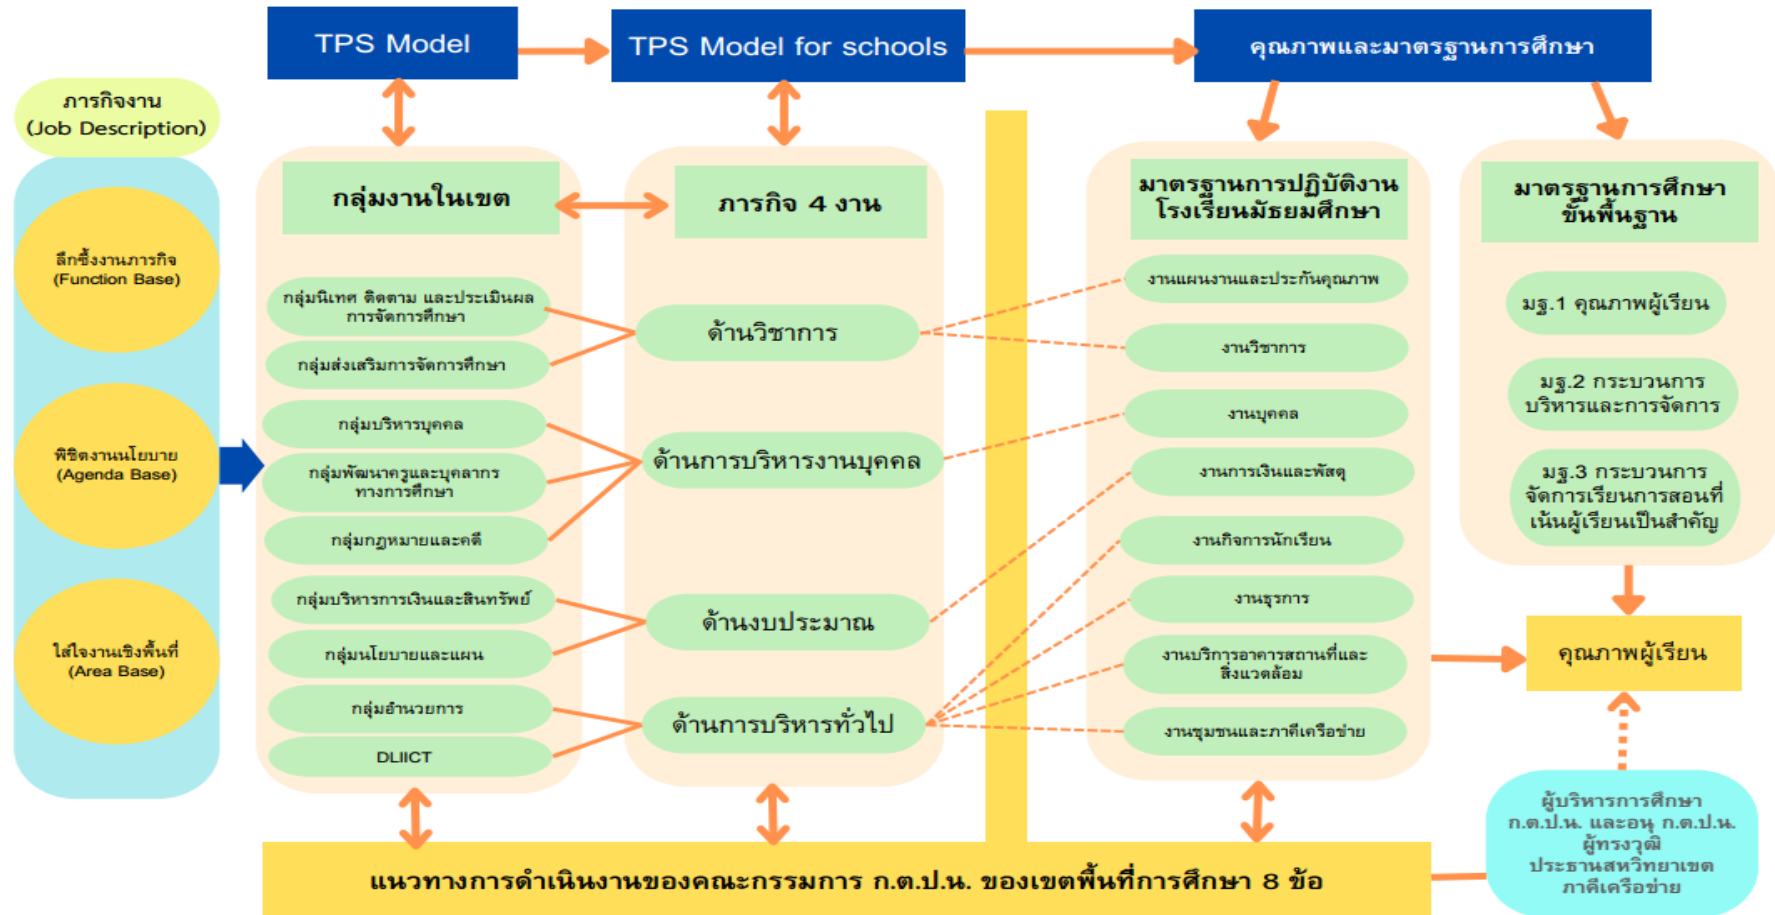 TPS Model
TPS Model for schools
คุณภาพและมาตรฐานการศึกษา
ภารกิจงาน
(Job Description)
ลึกซึ้งงานภารกิจ
(Function Base)
พิชิตงานนโยบาย
(Agenda Base)
ใส่ใจงานเชิงพื้นที่
(Area Base)
กลุ่มงานในเขต
กลุ่มนิเทศ ติดตาม และประเมินผล
การจัดการศึกษา
กลุ่มส่งเสริมการจัดการศึกษา
กลุ่มบริหารบุคคล
กลุ่มพัฒนาครูและบุคลากร
ทางการศึกษา
กลุ่มกฎหมายและคดี
กลุ่มบริหารการเงินและสินทรัพย์
กลุ่มนโยบายและแผน
กลุ่มอำนวยการ
DLIICT
ภารกิจ 4 งาน
ด้านวิชาการ
ด้านการบริหารงานบุคคล
ด้านงบประมาณ
ด้านการบริหารทั่วไป
มาตรฐานการปฏิบัติงาน
โรงเรียนมัธยมศึกษา
งานแผนงานและประกันคุณภาพ
งานวิชาการ
งานบุคคล
งานการเงินและพัสดุ
งานกิจการนักเรียน
งานธุรการ
งานบริการอาคารสถานที่และ
สิ่งแวดล้อม
งานชุมชนและภาคีเครือข่าย
มาตรฐานการศึกษา
ขั้นพื้นฐาน
มฐ.1 คุณภาพผู้เรียน
มฐ.2 กระบวนการ
บริหารและการจัดการ
มฐ.3 กระบวนการ
จัดการเรียนการสอนที่
เน้นผู้เรียนเป็นสำคัญ
คุณภาพผู้เรียน
ผู้บริหารการศึกษา
ก.ต.ป.น. และอนุ ก.ต.ป.น.
ผู้ทรงวุฒิ
ประธานสหวิทยาเขต
ภาคีเครือข่าย
แนวทางการดำเนินงานของคณะกรรมการ ก.ต.ป.น. ของเขตพื้นที่การศึกษา 8 ข้อ